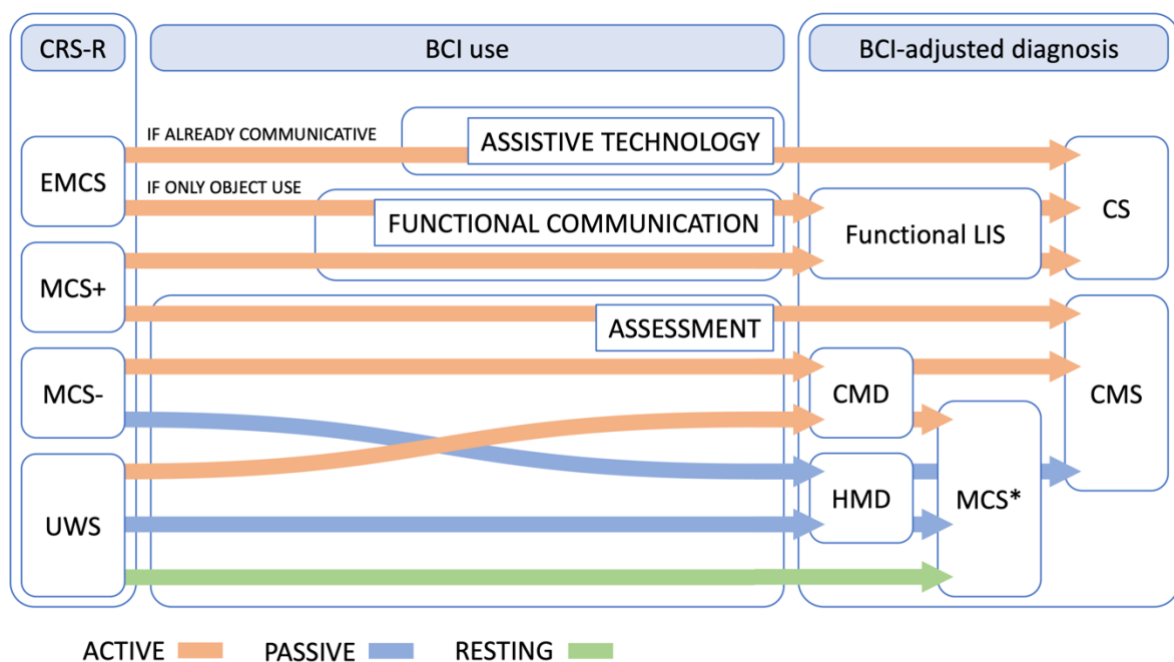 CRS-R
BCI use
BCI-adjusted diagnosis
IF ALREADY COMMUNICATIVE
ASSISTIVE TECHNOLOGY
EMCS
IF ONLY OBJECT USE
FUNCTIONAL COMMUNICATION
Functional LIS
CS
MCS+
ASSESSMENT
MCS-
CMD
CMS
UWS
HMD
MCS*
ACTIVE
PASSIVE
RESTING